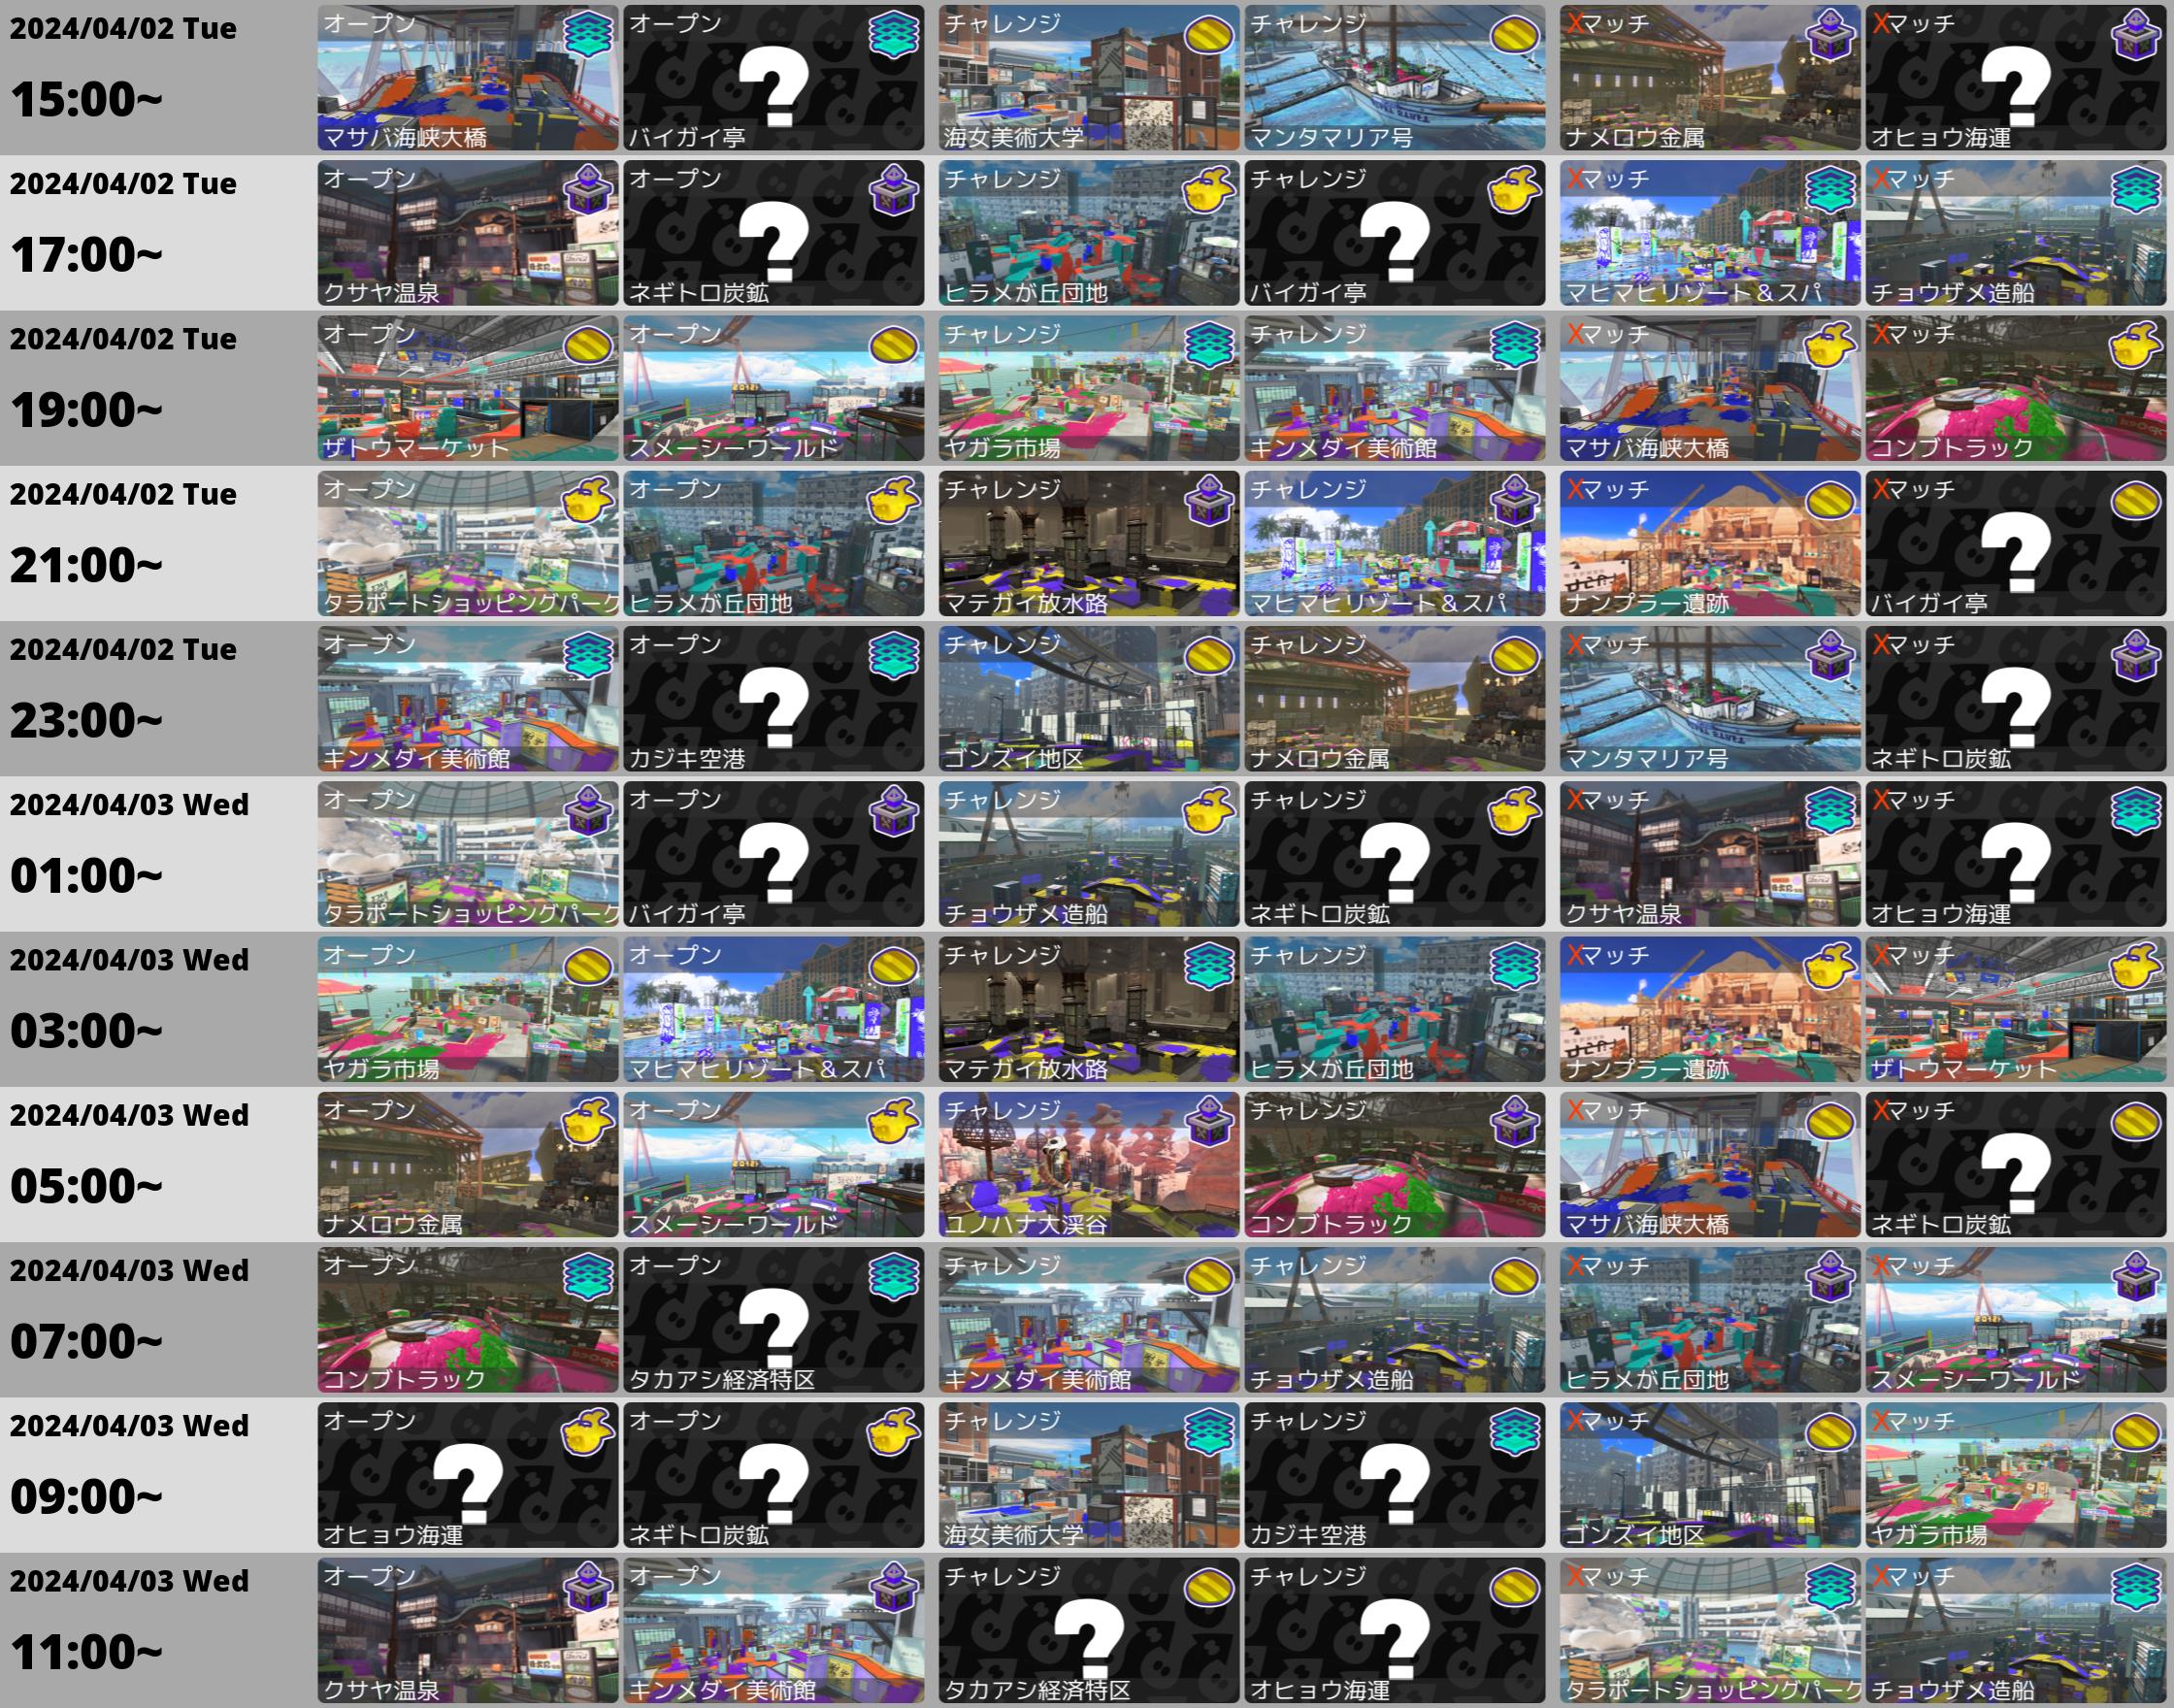 2024/04/02 Tue
15:00~
オープン
マサバ海峡大橋
オープン
バイガイ亭
チャレンジ
海女美術大学
チャレンジ
マンタマリア号
Xマッチ
ナメロウ金属
Xマッチ
オヒョウ海運
2024/04/02 Tue
17:00~
オープン
クサヤ温泉
オープン
ネギトロ炭鉱
チャレンジ
ヒラメが丘団地
チャレンジ
バイガイ亭
Xマッチ
マヒマヒリゾート＆スパ
Xマッチ
チョウザメ造船
2024/04/02 Tue
19:00~
オープン
ザトウマーケット
オープン
スメーシーワールド
チャレンジ
ヤガラ市場
チャレンジ
キンメダイ美術館
Xマッチ
マサバ海峡大橋
Xマッチ
コンブトラック
2024/04/02 Tue
21:00~
オープン
タラポートショッピングパーク
オープン
ヒラメが丘団地
チャレンジ
マテガイ放水路
チャレンジ
マヒマヒリゾート＆スパ
Xマッチ
ナンプラー遺跡
Xマッチ
バイガイ亭
2024/04/02 Tue
23:00~
オープン
キンメダイ美術館
オープン
カジキ空港
チャレンジ
ゴンズイ地区
チャレンジ
ナメロウ金属
Xマッチ
マンタマリア号
Xマッチ
ネギトロ炭鉱
2024/04/03 Wed
01:00~
オープン
タラポートショッピングパーク
オープン
バイガイ亭
チャレンジ
チョウザメ造船
チャレンジ
ネギトロ炭鉱
Xマッチ
クサヤ温泉
Xマッチ
オヒョウ海運
2024/04/03 Wed
03:00~
オープン
ヤガラ市場
オープン
マヒマヒリゾート＆スパ
チャレンジ
マテガイ放水路
チャレンジ
ヒラメが丘団地
Xマッチ
ナンプラー遺跡
Xマッチ
ザトウマーケット
2024/04/03 Wed
05:00~
オープン
ナメロウ金属
オープン
スメーシーワールド
チャレンジ
ユノハナ大渓谷
チャレンジ
コンブトラック
Xマッチ
マサバ海峡大橋
Xマッチ
ネギトロ炭鉱
2024/04/03 Wed
07:00~
オープン
コンブトラック
オープン
タカアシ経済特区
チャレンジ
キンメダイ美術館
チャレンジ
チョウザメ造船
Xマッチ
ヒラメが丘団地
Xマッチ
スメーシーワールド
2024/04/03 Wed
09:00~
オープン
オヒョウ海運
オープン
ネギトロ炭鉱
チャレンジ
海女美術大学
チャレンジ
カジキ空港
Xマッチ
ゴンズイ地区
Xマッチ
ヤガラ市場
2024/04/03 Wed
11:00~
オープン
クサヤ温泉
オープン
キンメダイ美術館
チャレンジ
タカアシ経済特区
チャレンジ
オヒョウ海運
Xマッチ
タラポートショッピングパーク
Xマッチ
チョウザメ造船